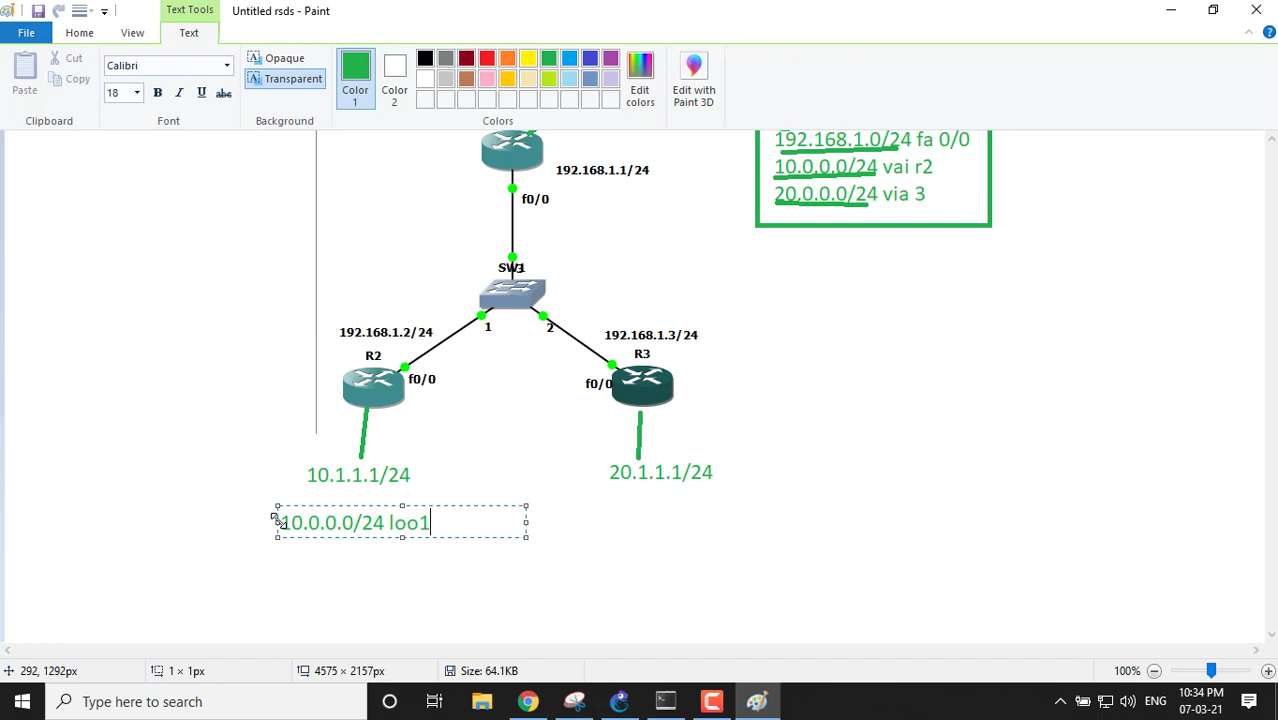 Text Tools
Untitled rsds - Paint
File
Home
View
Text
Paste
Cut
Copy
Clipboard
Calibri
18
B I U abc
Font
Opaque
Transparent
Background
Color 1
Color 2
Edit colors
Edit with Paint 3D
Colors
192.168.1.0/24 fa 0/0
10.0.0.0/24 vai r2
20.0.0.0/24 via 3
192.168.1.1/24
f0/0
SW1
3
192.168.1.2/24
1
2
192.168.1.3/24
R2
R3
f0/0
f0/0
10.1.1.1/24
20.1.1.1/24
10.0.0.0/24 loo1
292, 1292px
1 × 1px
4575 × 2157px
Size: 64.1KB
100%
Type here to search
ENG
10:34 PM
07-03-21